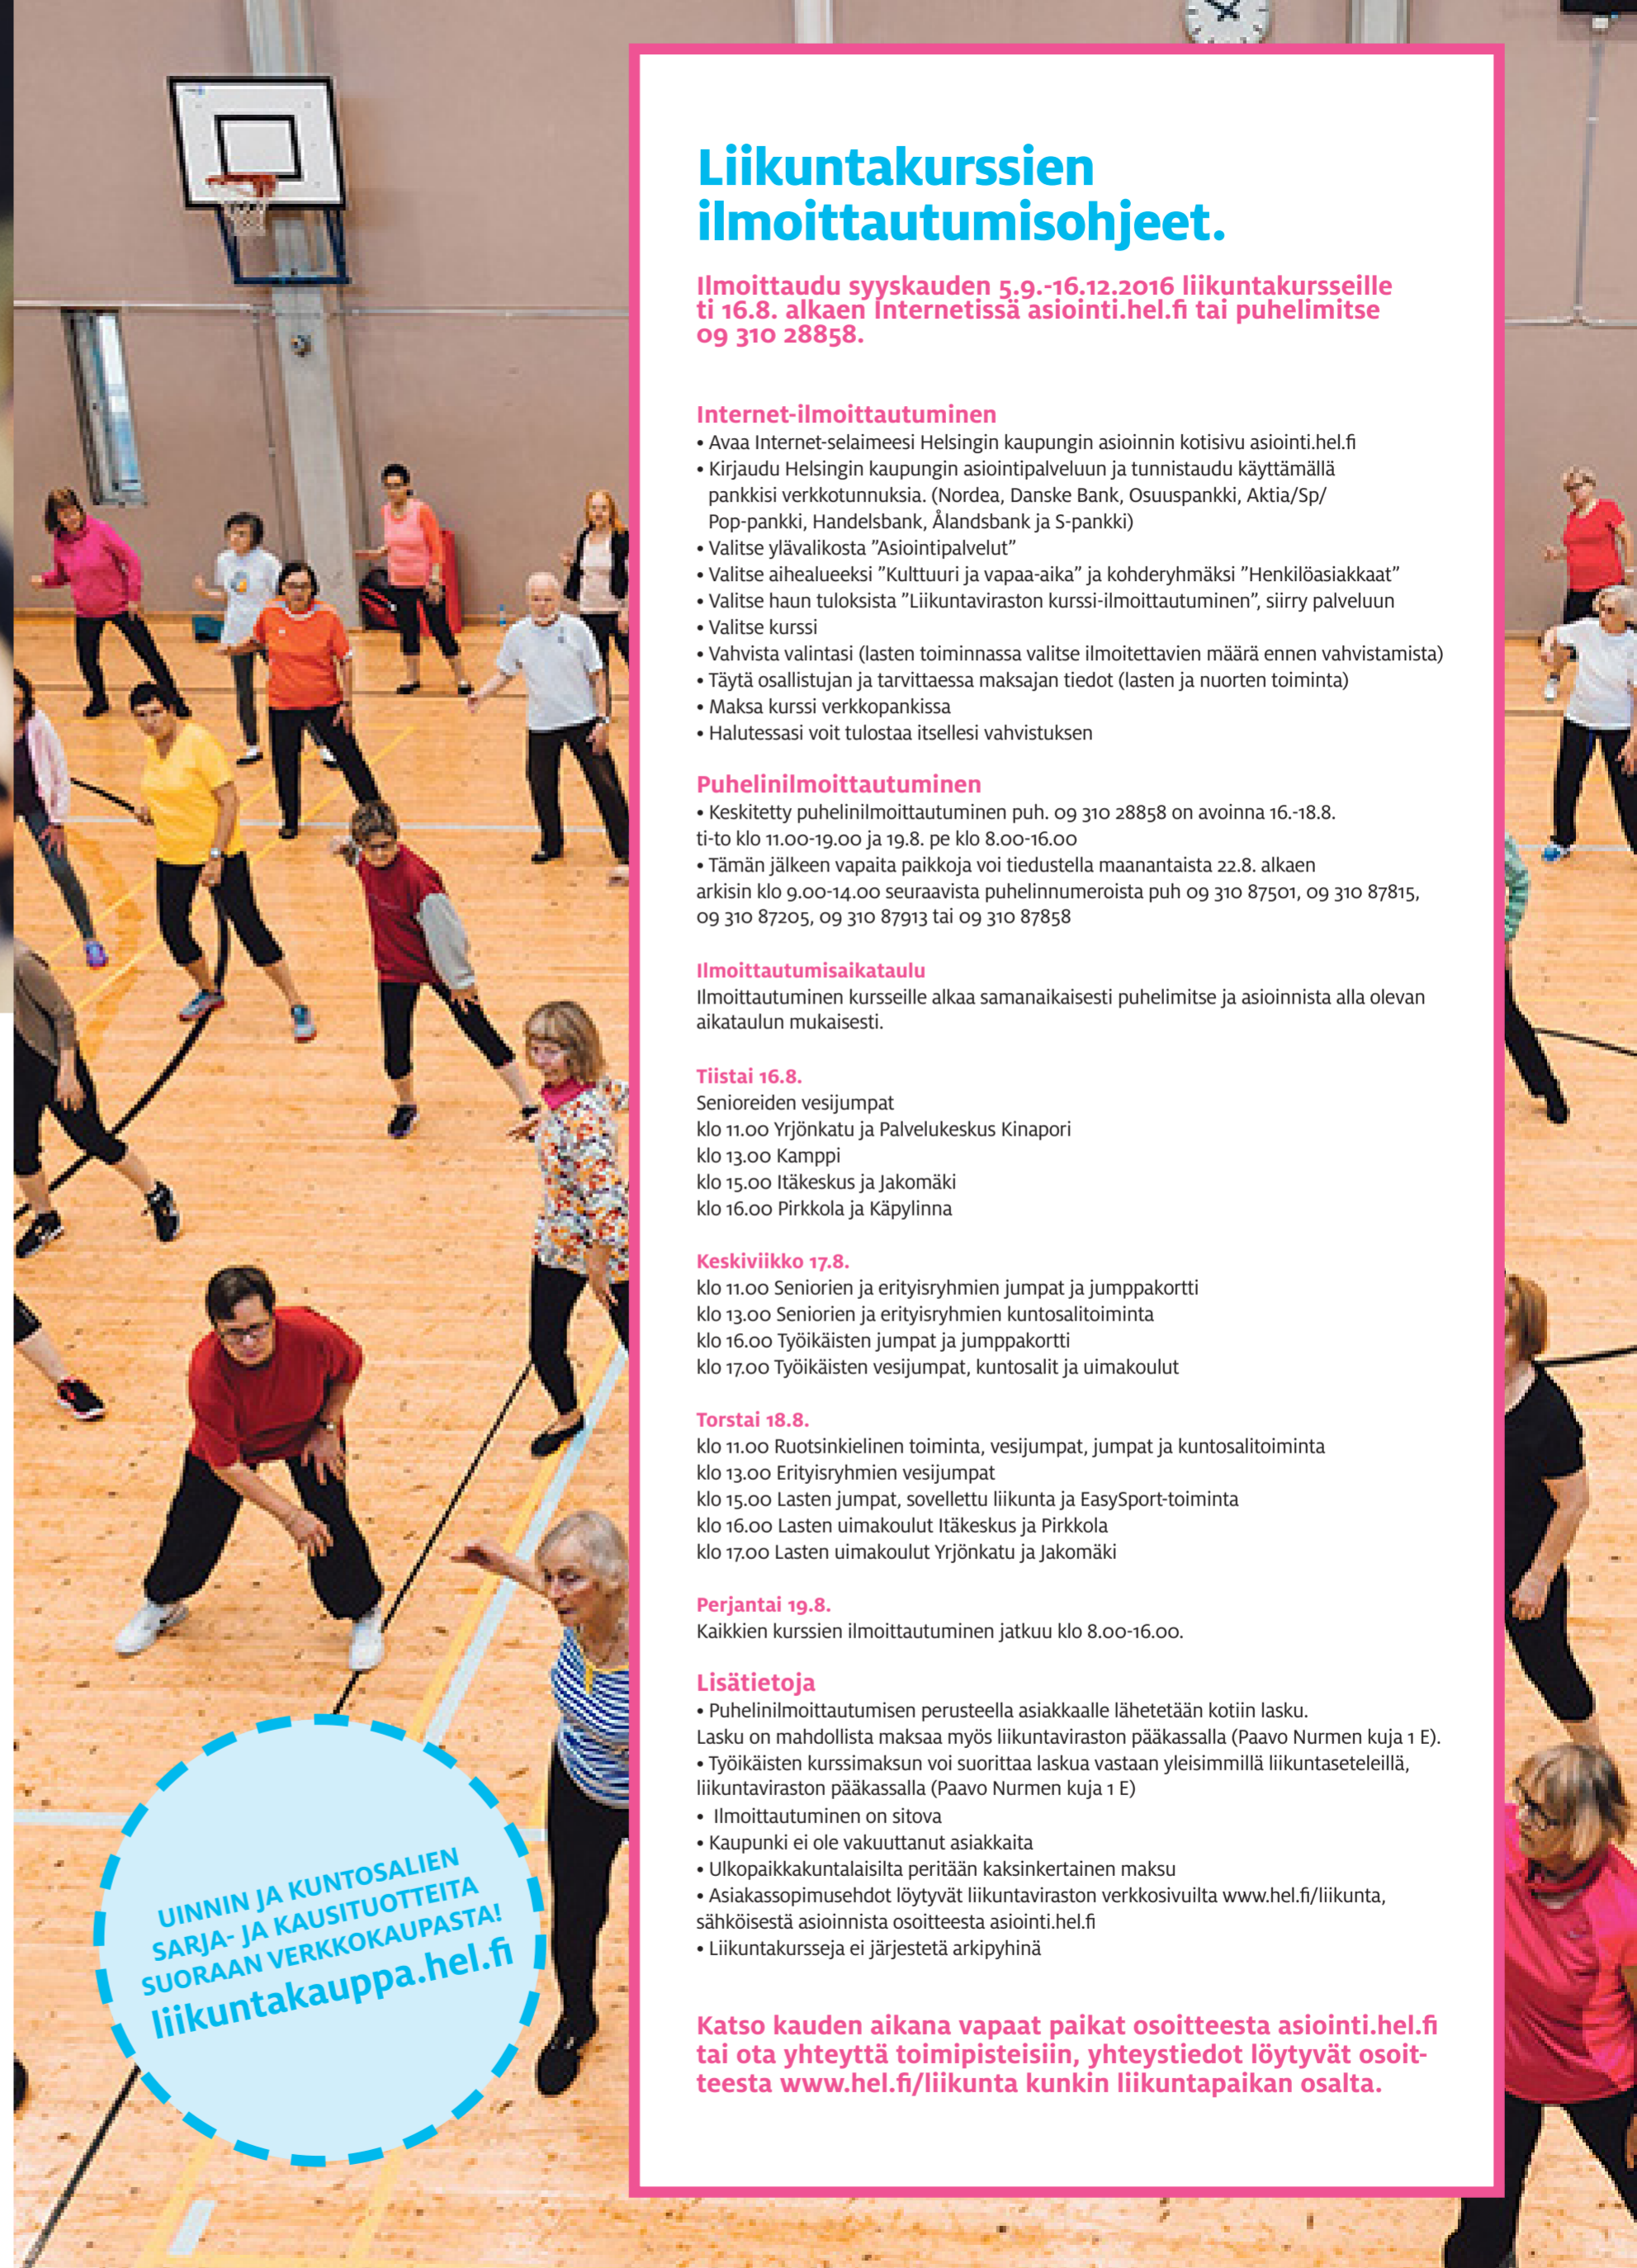 Liikuntakurssien
ilmoittautumisohjeet.
Ilmoittaudu syyskauden 5.9.-16.12.2016 liikuntakursseille
ti 16.8. alkaen Internetissä asiointi.hel.fi tai puhelimitse
09 310 28858.
Internet-ilmoittautuminen
• Avaa Internet-selaimeesi Helsingin kaupungin asioinnin kotisivu asiointi.hel.fi
• Kirjaudu Helsingin kaupungin asiointipalveluun ja tunnistaudu käyttämällä
pankkisi verkkotunnuksia. (Nordea, Danske Bank, Osuuspankki, Aktia/Sp/
Pop-pankki, Handelsbank, Ålandsbank ja S-pankki)
• Valitse ylävalikosta ”Asiointipalvelut”
• Valitse aihealueeksi ”Kulttuuri ja vapaa-aika” ja kohderyhmäksi ”Henkilöasiakkaat”
• Valitse haun tuloksista ”Liikuntaviraston kurssi-ilmoittautuminen”, siirry palveluun
• Valitse kurssi
• Vahvista valintasi (lasten toiminnassa valitse ilmoitettavien määrä ennen vahvistamista)
• Täytä osallistujan ja tarvittaessa maksajan tiedot (lasten ja nuorten toiminta)
• Maksa kurssi verkkopankissa
• Halutessasi voit tulostaa itsellesi vahvistuksen
Puhelinilmoittautuminen
• Keskitetty puhelinilmoittautuminen puh. 09 310 28858 on avoinna 16.-18.8.
ti-to klo 11.00-19.00 ja 19.8. pe klo 8.00-16.00
• Tämän jälkeen vapaita paikkoja voi tiedustella maanantaista 22.8. alkaen
arkisin klo 9.00-14.00 seuraavista puhelinnumeroista puh 09 310 87501, 09 310 87815,
09 310 87205, 09 310 87913 tai 09 310 87858
Ilmoittautumisaikataulu
Ilmoittautuminen kursseille alkaa samanaikaisesti puhelimitse ja asioinnista alla olevan
aikataulun mukaisesti.
Tiistai 16.8.
Senioreiden vesijumpat
klo 11.00 Yrjönkatu ja Palvelukeskus Kinapori
klo 13.00 Kamppi
klo 15.00 Itäkeskus ja Jakomäki
klo 16.00 Pirkkola ja Käpylinna
Keskiviikko 17.8.
klo 11.00 Seniorien ja erityisryhmien jumpat ja jumppakortti
klo 13.00 Seniorien ja erityisryhmien kuntosalitoiminta
klo 16.00 Työikäisten jumpat ja jumppakortti
klo 17.00 Työikäisten vesijumpat, kuntosalit ja uimakoulut
Torstai 18.8.
klo 11.00 Ruotsinkielinen toiminta, vesijumpat, jumpat ja kuntosalitoiminta
klo 13.00 Erityisryhmien vesijumpat
klo 15.00 Lasten jumpat, sovellettu liikunta ja EasySport-toiminta
klo 16.00 Lasten uimakoulut Itäkeskus ja Pirkkola
klo 17.00 Lasten uimakoulut Yrjönkatu ja Jakomäki
Perjantai 19.8.
Kaikkien kurssien ilmoittautuminen jatkuu klo 8.00-16.00.
Lisätietoja
• Puhelinilmoittautumisen perusteella asiakkaalle lähetetään kotiin lasku.
Lasku on mahdollista maksaa myös liikuntaviraston pääkassalla (Paavo Nurmen kuja 1 E).
• Työikäisten kurssimaksun voi suorittaa laskua vastaan yleisimmillä liikuntaseteleillä,
liikuntaviraston pääkassalla (Paavo Nurmen kuja 1 E)
• Ilmoittautuminen on sitova
• Kaupunki ei ole vakuuttanut asiakkaita
• Ulkopaikkakuntalaisilta peritään kaksinkertainen maksu
• Asiakassopimusehdot löytyvät liikuntaviraston verkkosivuilta www.hel.fi/liikunta,
sähköisestä asioinnista osoitteesta asiointi.hel.fi
• Liikuntakursseja ei järjestetä arkipyhinä
Katso kauden aikana vapaat paikat osoitteesta asiointi.hel.fi
tai ota yhteyttä toimipisteisiin, yhteystiedot löytyvät osoit-
teesta www.hel.fi/liikunta kunkin liikuntapaikan osalta.
UINNIN JA KUNTOSALIEN
SARJA- JA KAUSITUOTTEITA
SUORAAN VERKKOKAUPASTA!
liikuntakauppa.hel.fi